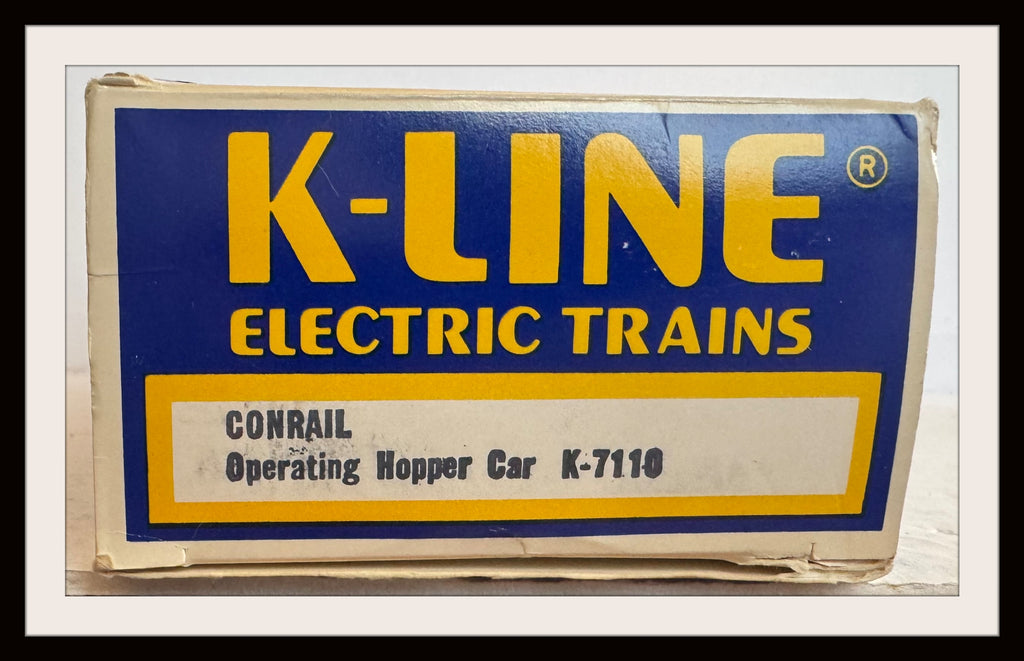 K-LINE®
ELECTRIC TRAINS
CONRAIL
Operating Hopper Car K-7110